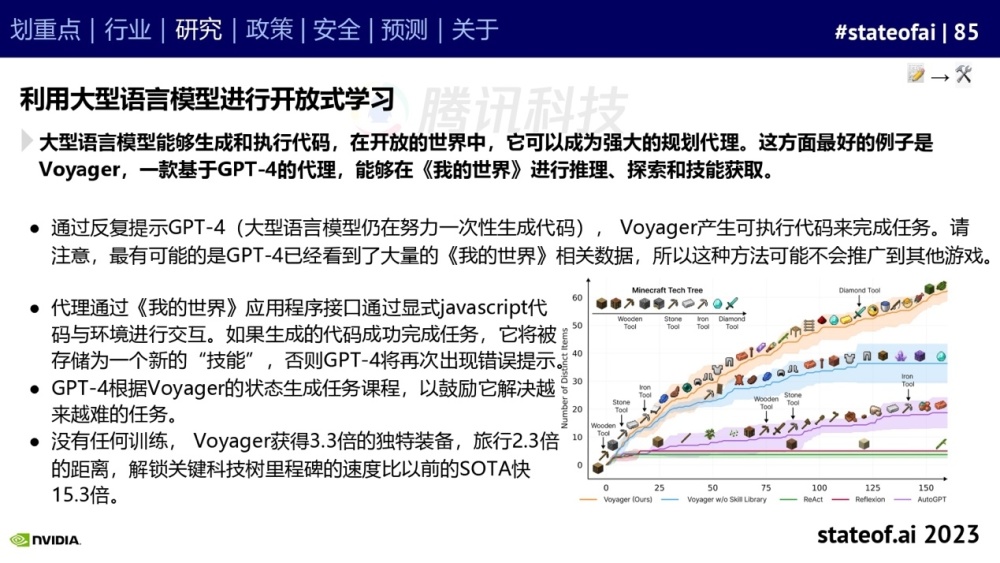 划重点 | 行业 | 研究 | 政策 | 安全 | 预测 | 关于
#stateofai | 85
利用大型语言模型进行开放式学习
腾讯科技
大型语言模型能够生成和执行代码，在开放的世界中，它可以成为强大的规划代理。这方面最好的例子是
Voyager，一款基于GPT-4的代理，能够在《我的世界》进行推理、探索和技能获取。
● 通过反复提示GPT-4（大型语言模型仍在努力一次性生成代码）， Voyager产生可执行代码来完成任务。请
注意，最有可能的是GPT-4已经看到了大量的《我的世界》相关数据，所以这种方法可能不会推广到其他游戏。
● 代理通过《我的世界》应用程序接口通过显式javascript代
码与环境进行交互。如果生成的代码成功完成任务，它将被
存储为一个新的“技能”，否则GPT-4将再次出现错误提示。
● GPT-4根据Voyager的状态生成任务课程，以鼓励它解决越
来越难的任务。
● 没有任何训练， Voyager获得3.3倍的独特装备，旅行2.3倍
的距离，解锁关键科技树里程碑的速度比以前的SOTA快
15.3倍。
Minecraft Tech Tree
Wooden Tool
Stone Tool
Iron Tool
Diamond Tool
Diamond Tool
Iron Tool
Stone Tool
Wooden Tool
Wooden Tool
Stone Tool
Iron Tool
Number of Distinct Items
60
50
40
30
20
10
0
0 25 50 75 100 125 150
Voyager (Ours) Voyager w/o Skill Library ReAct Reflexion AutoGPT
NVIDIA.
stateof.ai 2023